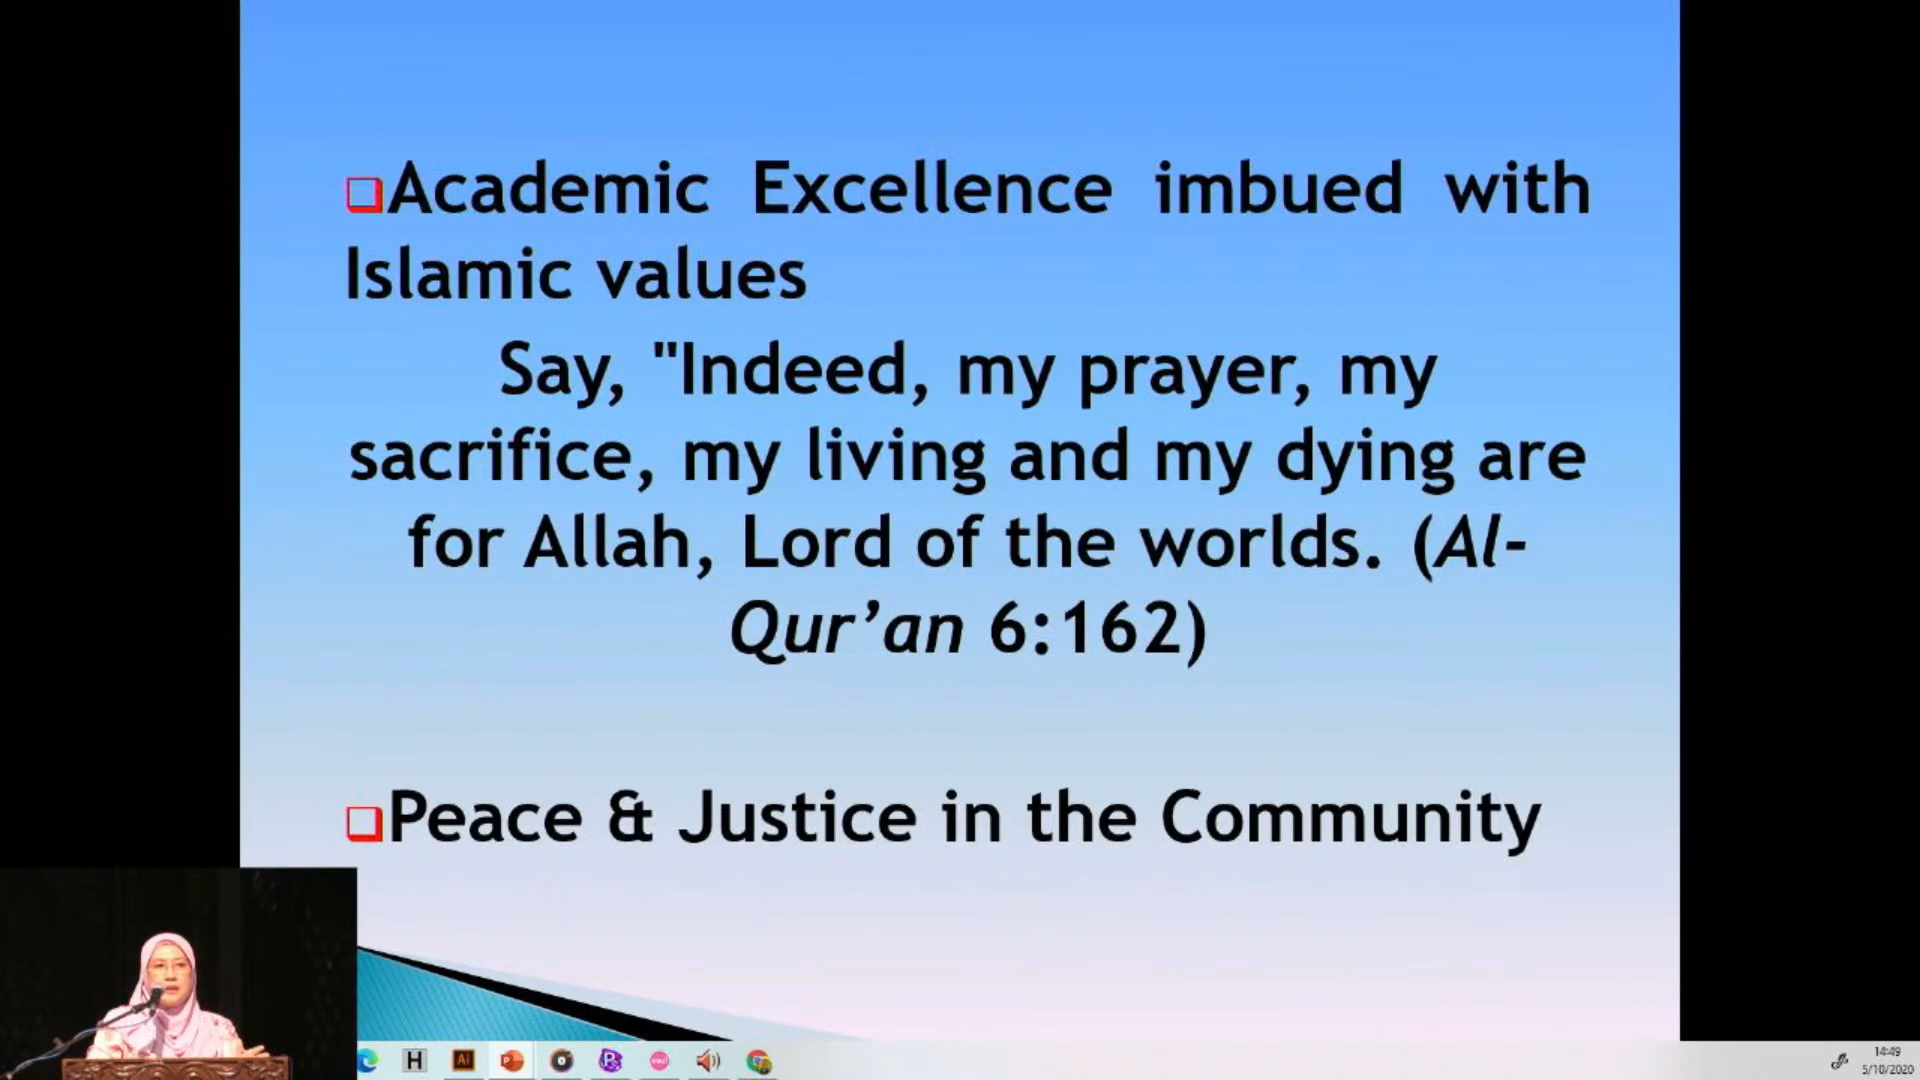 Academic Excellence imbued with
Islamic values
Say, "Indeed, my prayer, my
sacrifice, my living and my dying are
for Allah, Lord of the worlds. (Al-
Qur’an 6:162)
Peace & Justice in the Community
H
Ai
14:49
5/10/2020